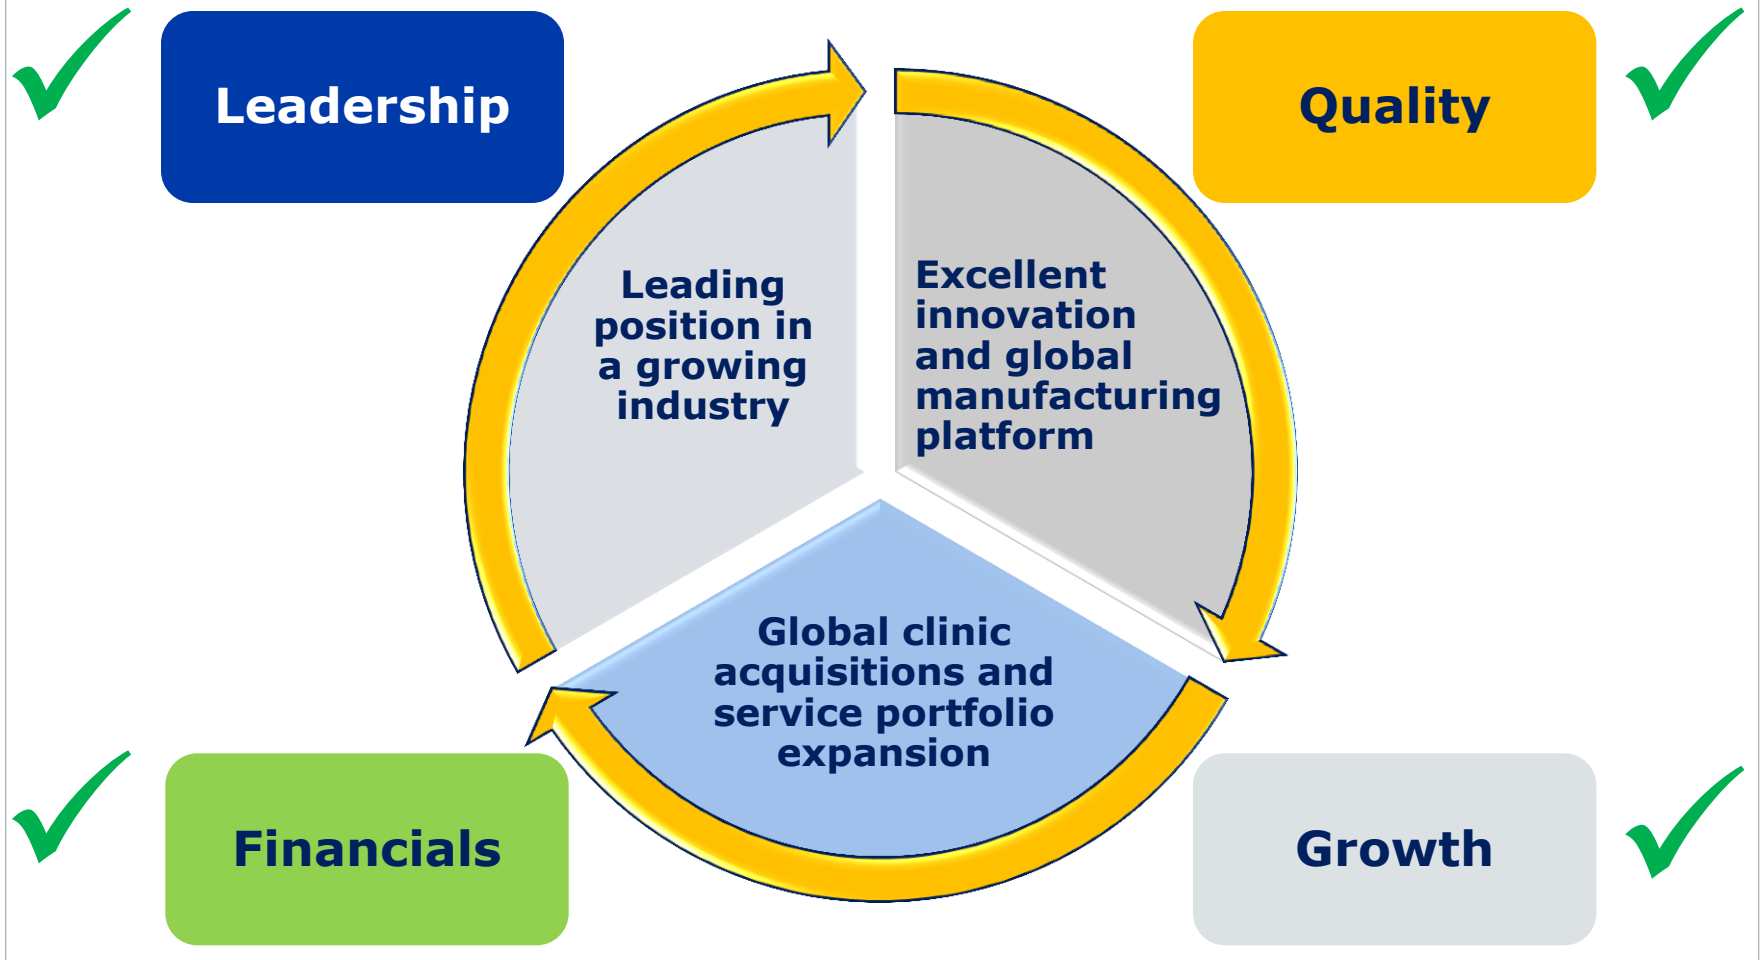 Leadership
Quality
Leading
position in
a growing
industry
Excellent
innovation
and global
manufacturing
platform
Global clinic
acquisitions and
service portfolio
expansion
Financials
Growth